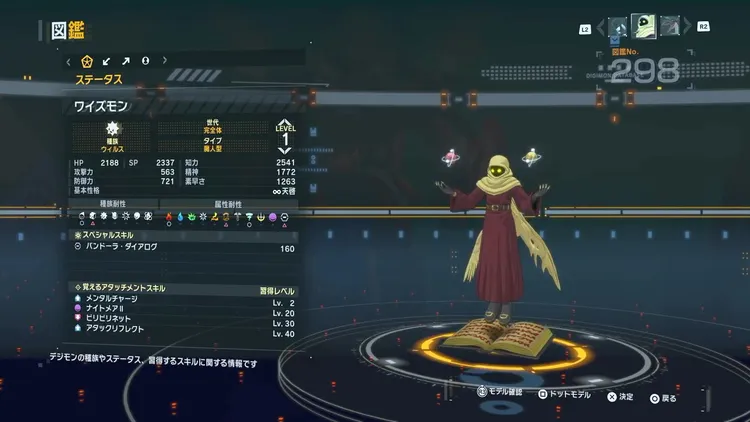 図鑑
L2
R2
図鑑No.
298
ステータス
ワイズモン
種族
ウイルス
世代
完全体
タイプ
魔人型
LEVEL
1
HP 2188 SP 2337 知力 2541
攻撃力 563 精神 1772
防御力 721 素早さ 1263
基本性格 天啓
種族耐性 属性耐性
スペシャルスキル
パンドーラ・ダイアログ 160
覚えるアタッチメントスキル 習得レベル
メンタルチャージ Lv. 2
ナイトメアⅡ Lv. 20
ビリビリネット Lv. 30
アタックリフレクト Lv. 40
デジモンの種族やステータス、習得するスキルに関する情報です
R3 モデル確認 ドットモデル 決定 戻る